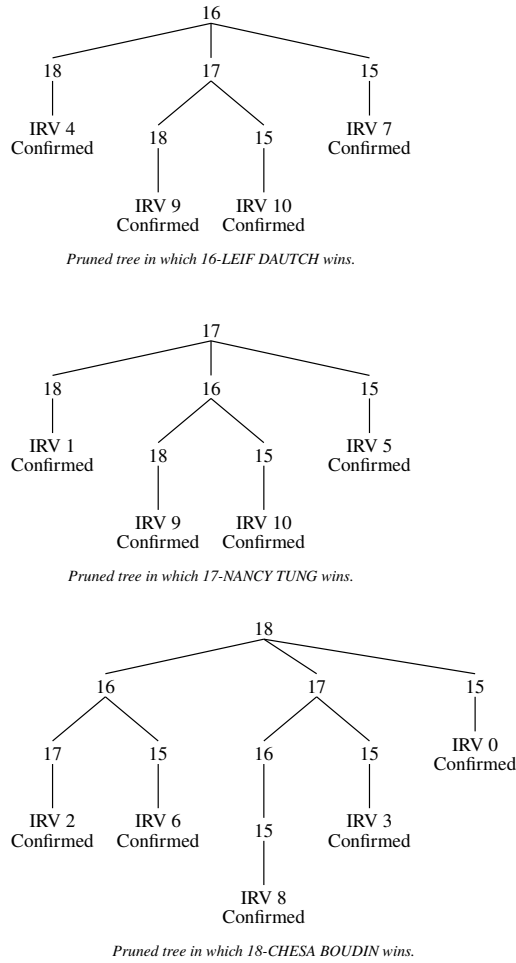 16
18 17 15
IRV 4
Confirmed
18 15
IRV 7
Confirmed
IRV 9
Confirmed
IRV 10
Confirmed
Pruned tree in which 16-LEIF DAUTCH wins.
17
18 16 15
IRV 1
Confirmed
18 15
IRV 5
Confirmed
IRV 9
Confirmed
IRV 10
Confirmed
Pruned tree in which 17-NANCY TUNG wins.
18
16 17 15
17 15 16 15
IRV 0
Confirmed
IRV 2
Confirmed
IRV 6
Confirmed
15
IRV 3
Confirmed
IRV 8
Confirmed
Pruned tree in which 18-CHESA BOUDIN wins.